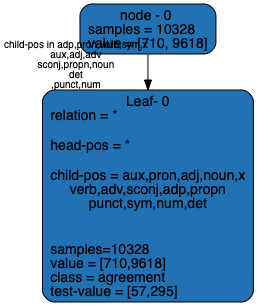 node - 0
samples = 10328
value = [710, 9618]
child-pos in adp,pron,
aux,adj,adv
sconj,propn,noun
det
,punct,num
Leaf- 0
relation = *
head-pos = *
child-pos = aux,pron,adj,noun,x
verb,adv,sconj,adp,propn
punct,sym,num,det
samples=10328
value = [710,9618]
class = agreement
test-value = [57,295]